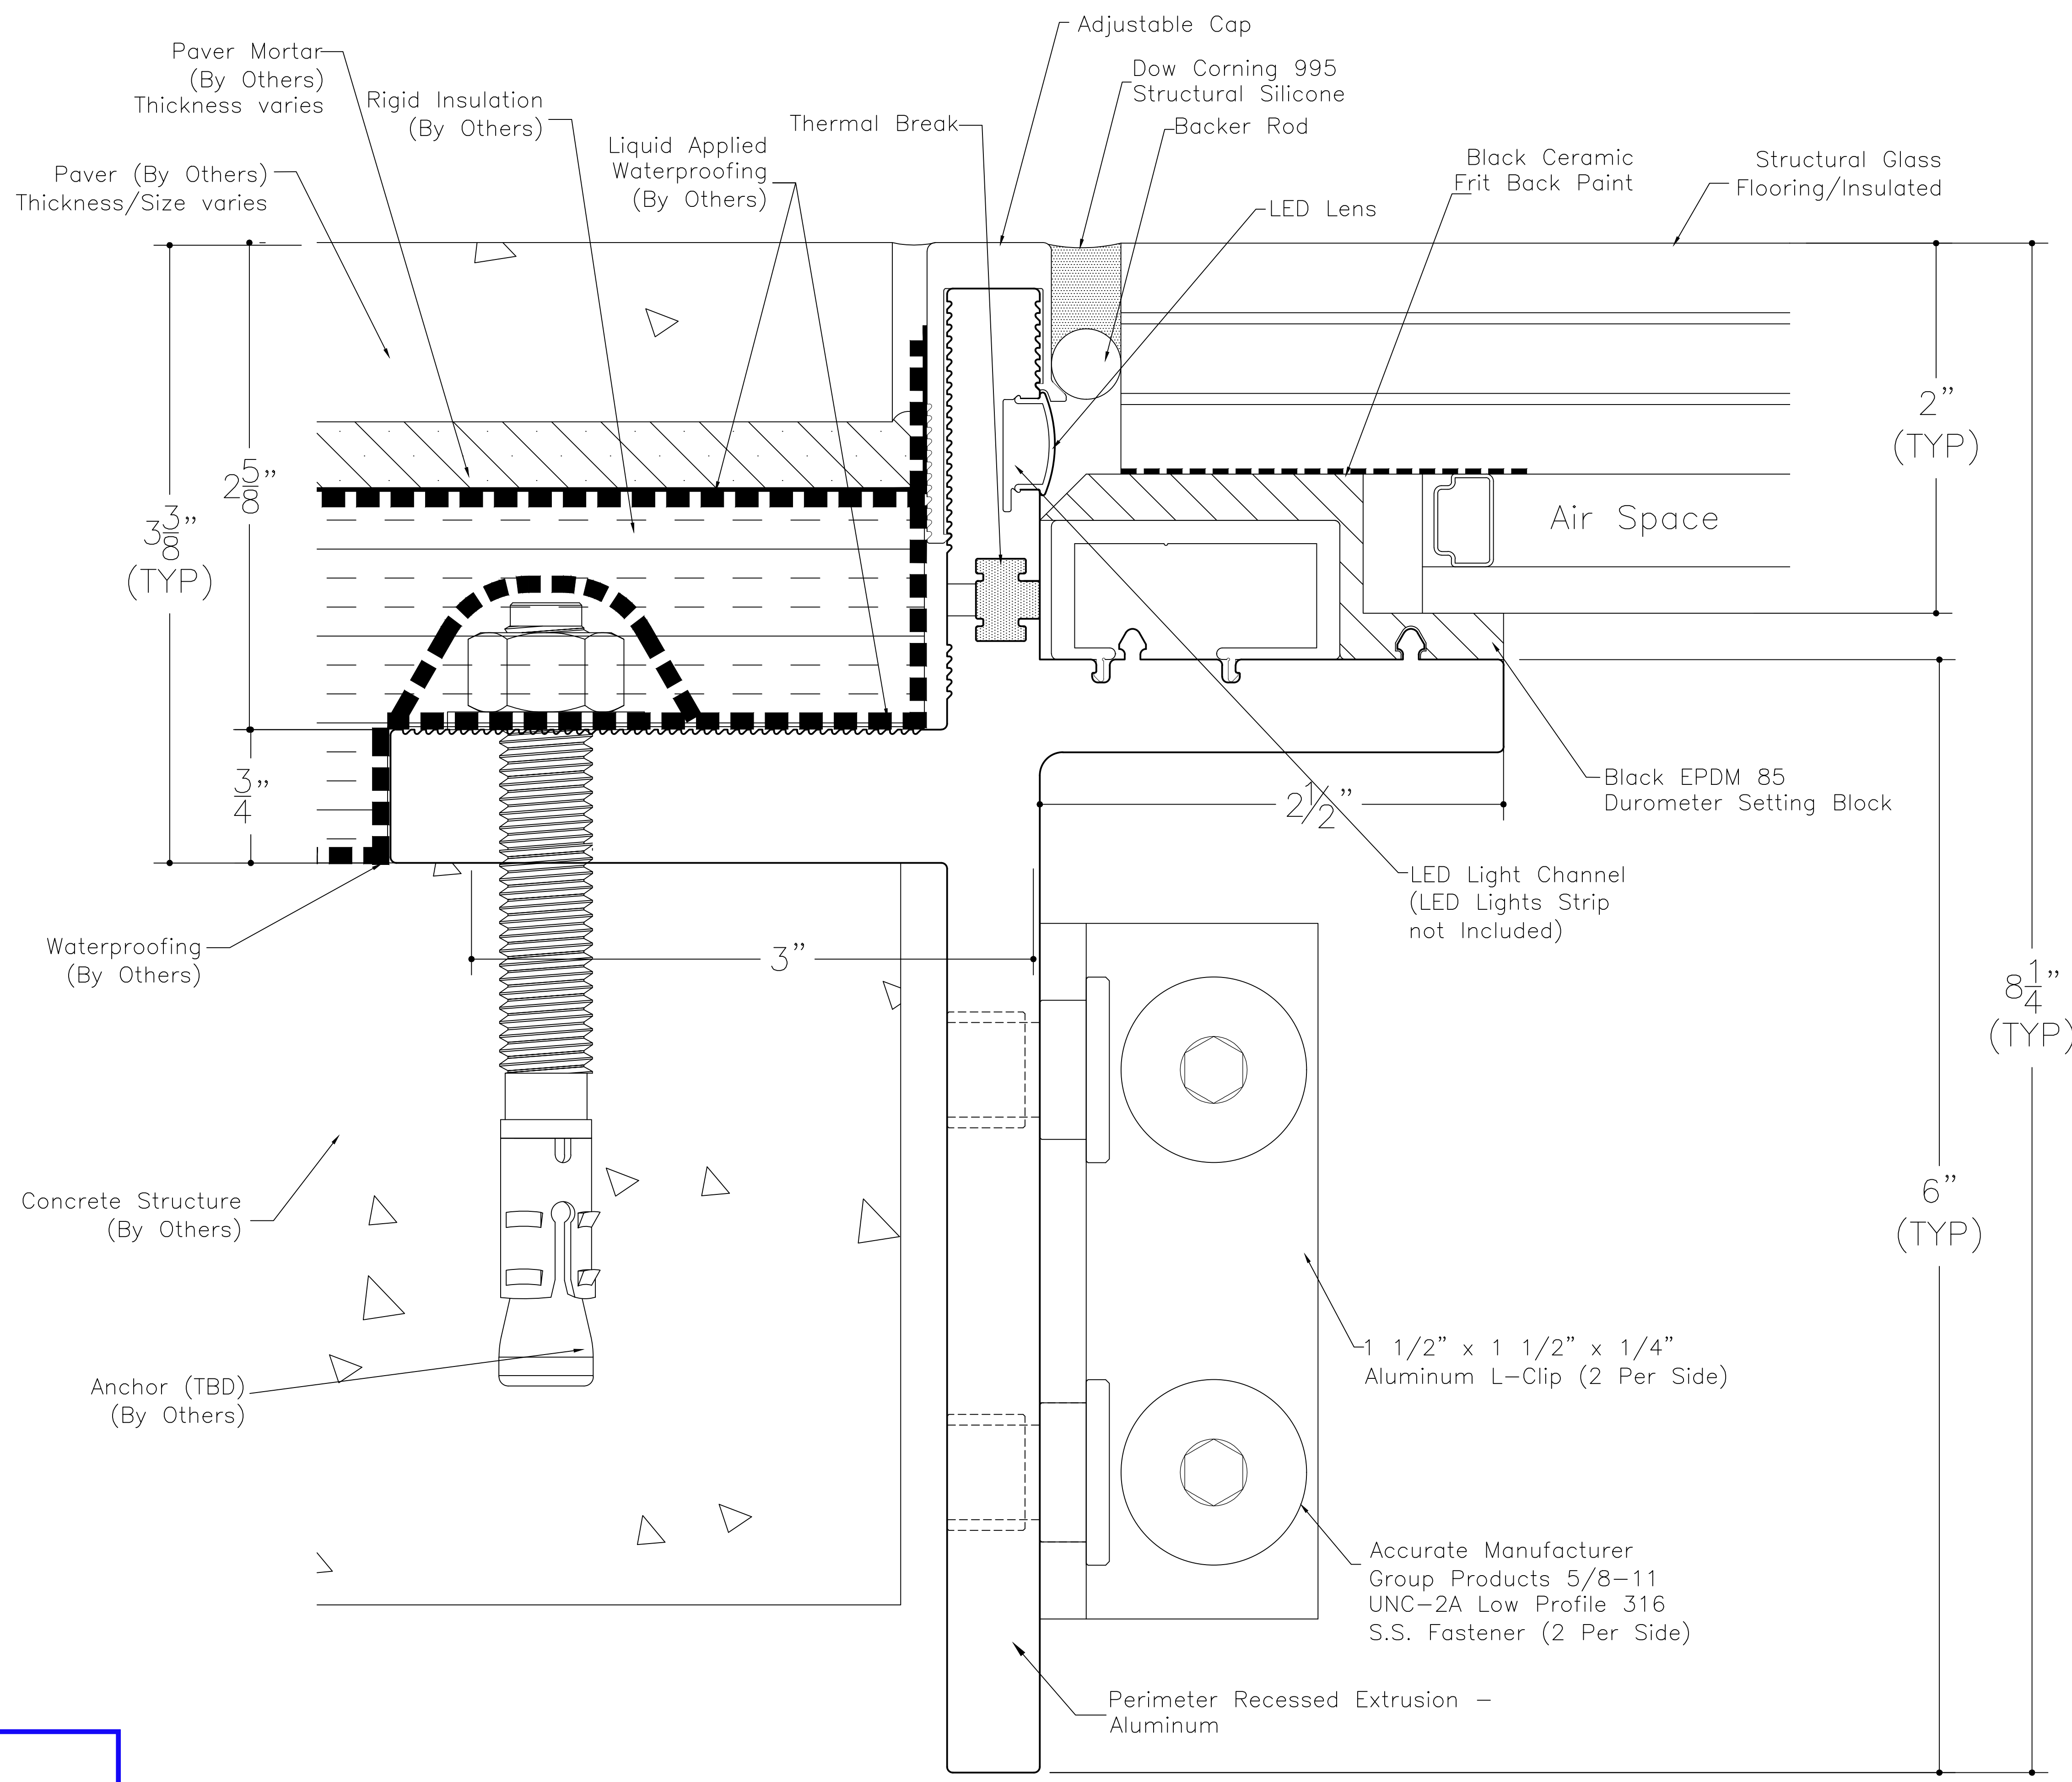 Adjustable Cap
Paver Mortar
(By Others)
Thickness varies
Dow Corning 995
Structural Silicone
Rigid Insulation
(By Others)
Thermal Break
Backer Rod
Liquid Applied
Waterproofing
(By Others)
Black Ceramic
Frit Back Paint
Structural Glass
Flooring/Insulated
Paver (By Others)
Thickness/Size varies
LED Lens
2"
(TYP)
2 5/8"
3 3/8"
(TYP)
Air Space
3/4"
2 1/2"
Black EPDM 85
Durometer Setting Block
LED Light Channel
(LED Lights Strip
not Included)
Waterproofing
(By Others)
3"
8 1/4"
(TYP)
6"
(TYP)
Concrete Structure
(By Others)
1 1/2" x 1 1/2" x 1/4"
Aluminum L-Clip (2 Per Side)
Anchor (TBD)
(By Others)
Accurate Manufacturer
Group Products 5/8-11
UNC-2A Low Profile 316
S.S. Fastener (2 Per Side)
Perimeter Recessed Extrusion -
Aluminum